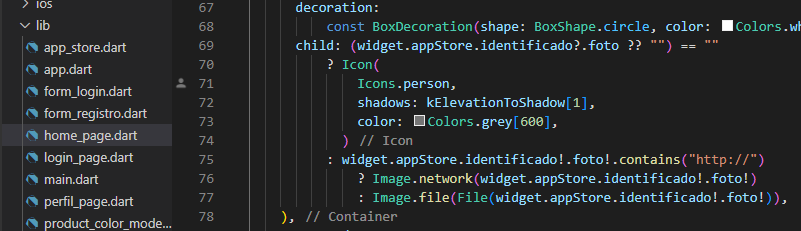 ios
lib
app_store.dart
app.dart
form_login.dart
form_registro.dart
home_page.dart
login_page.dart
main.dart
perfil_page.dart
product_color_mode...
67 decoration:
68 const BoxDecoration(shape: BoxShape.circle, color: Colors.wh
69 child: (widget.appStore.identificado?.foto ?? "") == ""
70 ? Icon(
71 Icons.person,
72 shadows: kElevationToShadow[1],
73 color: Colors.grey[600],
74 ) // Icon
75 : widget.appStore.identificado!.foto!.contains("http://")
76 ? Image.network(widget.appStore.identificado!.foto!)
77 : Image.file(File(widget.appStore.identificado!.foto!)),
78 ), // Container